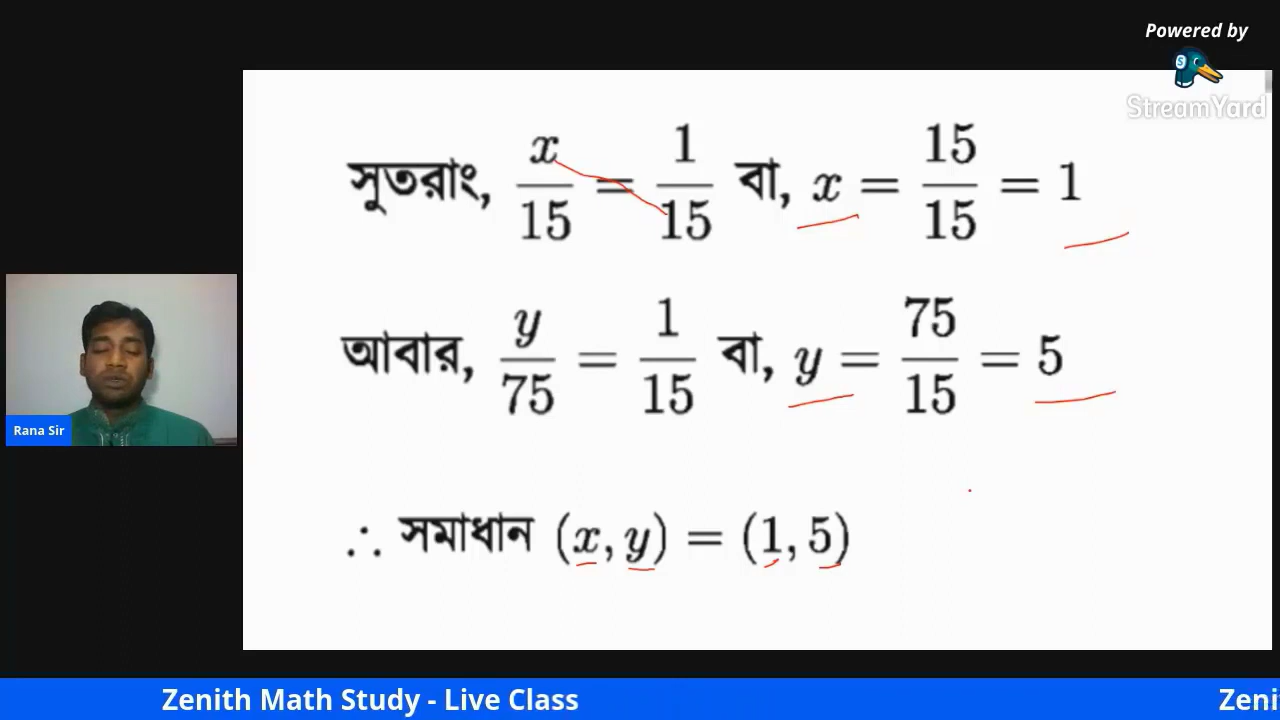 Powered by
StreamYard
সুতরাং, x/15 = 1/15 বা, x = 15/15 = 1
আবার, y/75 = 1/15 বা, y = 75/15 = 5
∴ সমাধান (x, y) = (1, 5)
Rana Sir
Zenith Math Study - Live Class
Zeni